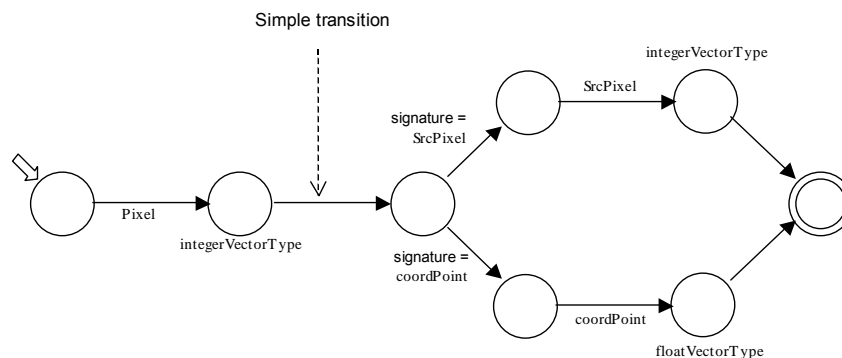 Simple transition
integerVectorType
SrcPixel
signature =
SrcPixel
Pixel
integerVectorType
signature =
coordPoint
coordPoint
floatVectorType